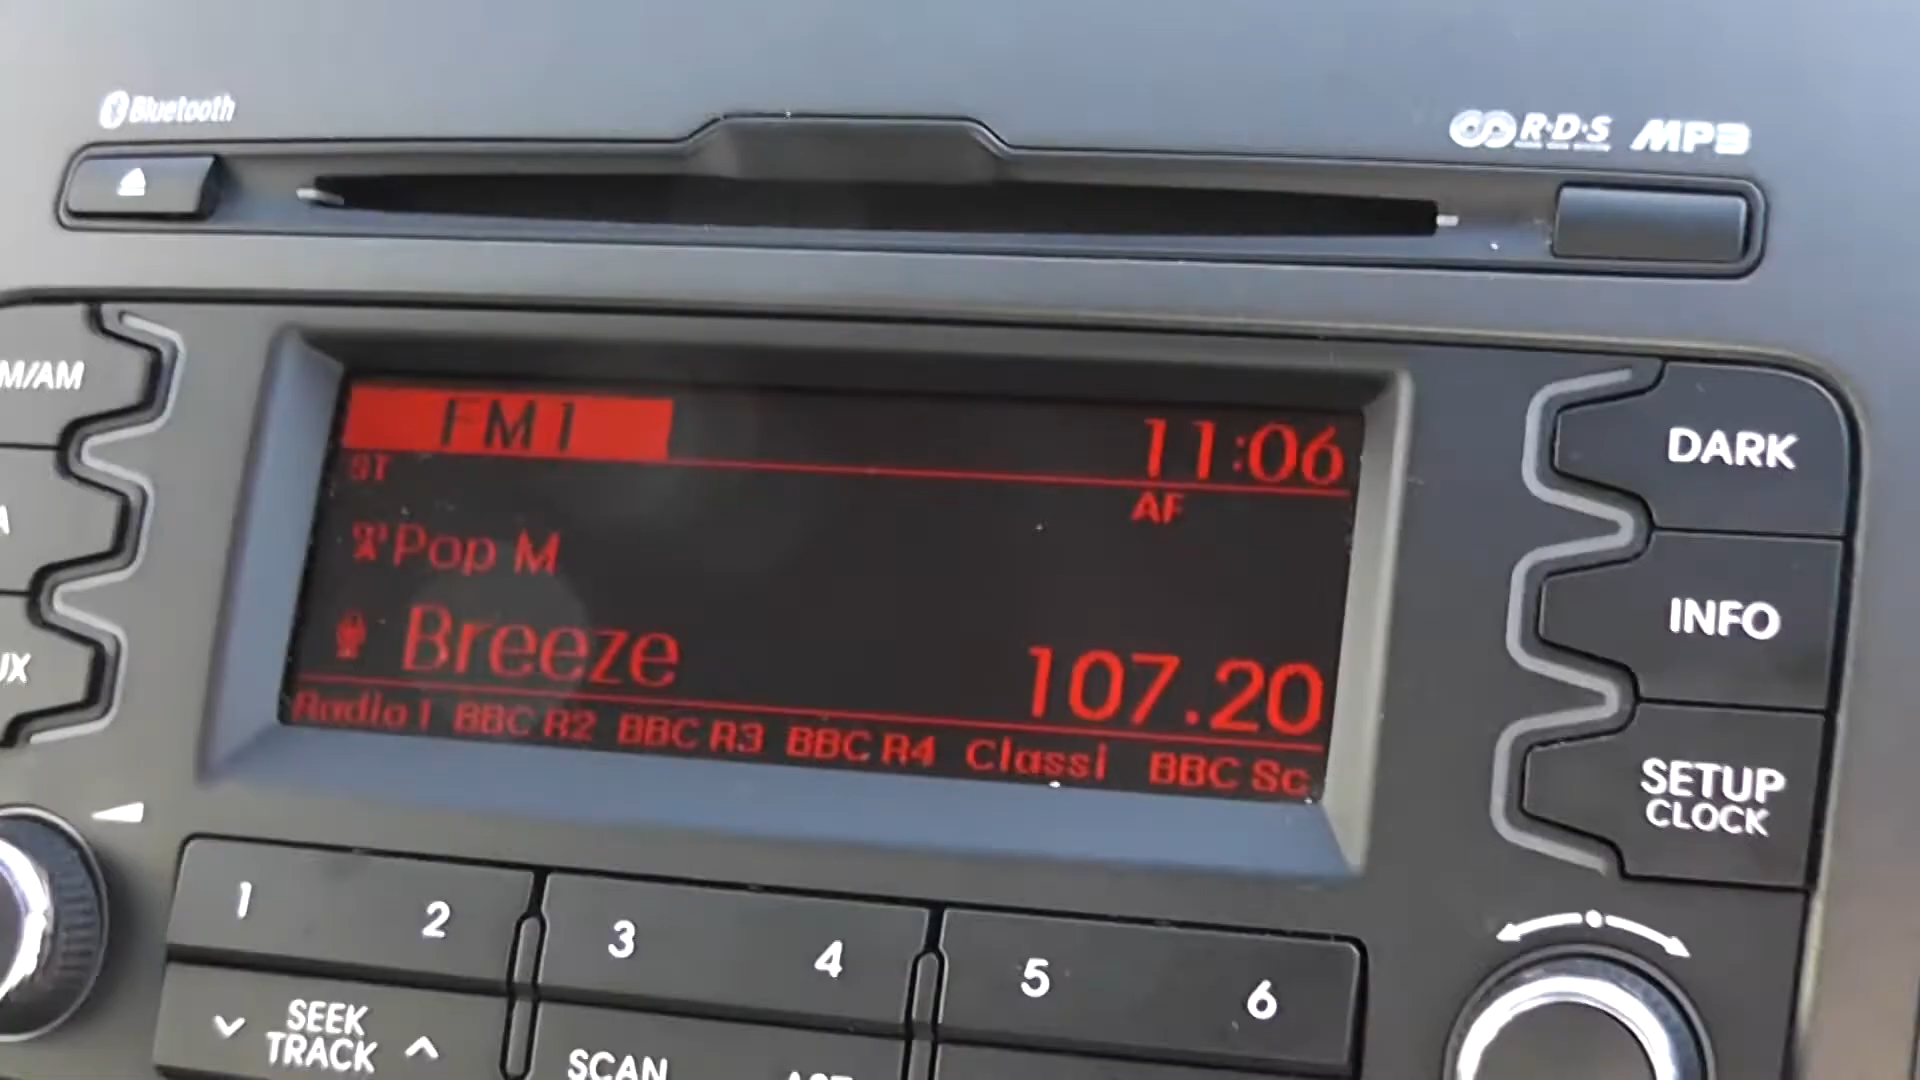 Bluetooth
R·D·S MP3
M/AM
FM1
11:06
ST
AF
DARK
A
Pop M
INFO
UX
Breeze
107.20
Radio1 BBC R2 BBC R3 BBC R4 Classi BBC Sc
SETUP
CLOCK
1 2 3 4 5 6
SEEK
TRACK
SCAN